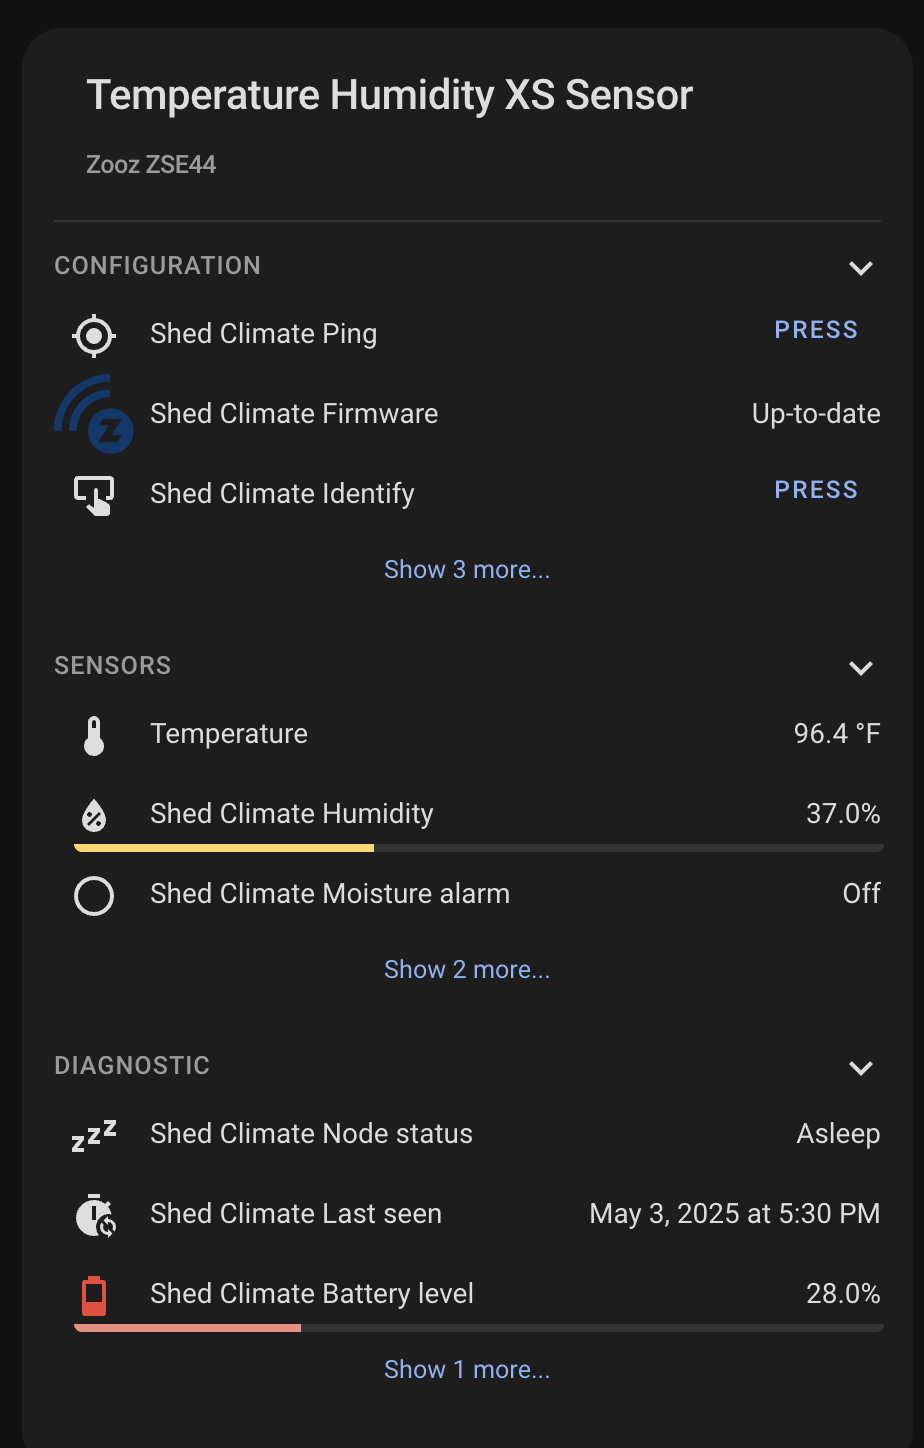 Temperature Humidity XS Sensor
Zooz ZSE44
CONFIGURATION
Shed Climate Ping PRESS
Z
Shed Climate Firmware Up-to-date
Shed Climate Identify PRESS
Show 3 more...
SENSORS
Temperature 96.4 °F
Shed Climate Humidity 37.0%
Shed Climate Moisture alarm Off
Show 2 more...
DIAGNOSTIC
zzz
Shed Climate Node status Asleep
Shed Climate Last seen May 3, 2025 at 5:30 PM
Shed Climate Battery level 28.0%
Show 1 more...